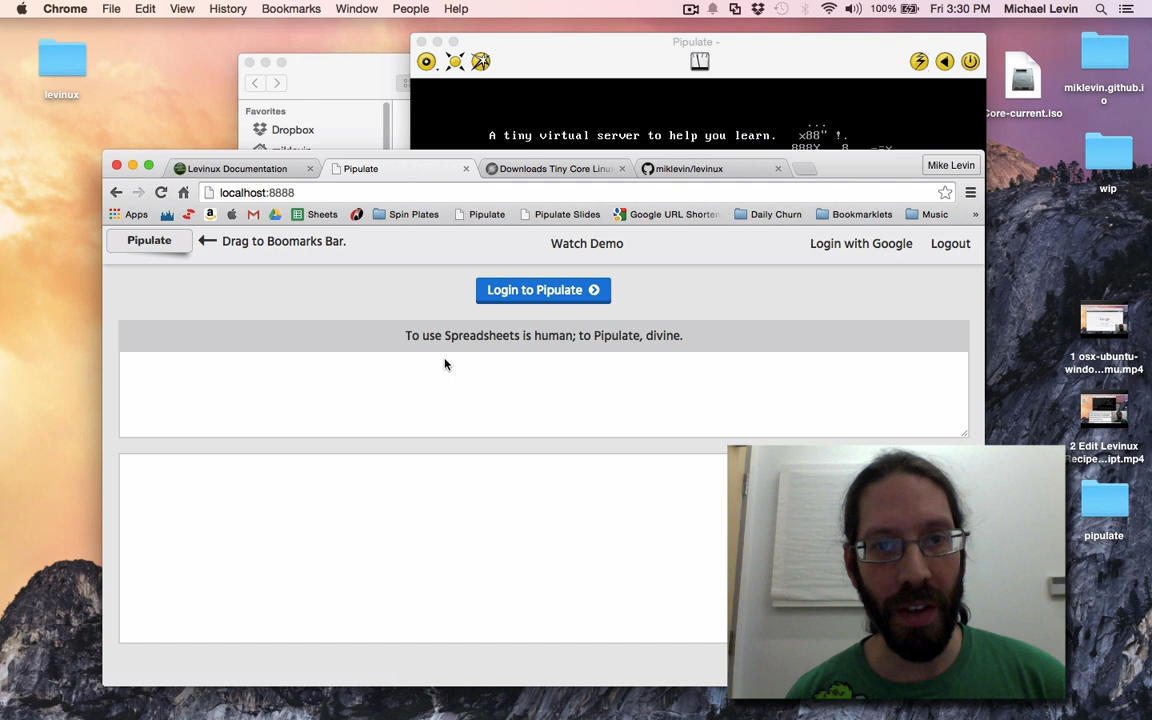 Chrome File Edit View History Bookmarks Window People Help 100% Fri 3:30 PM Michael Levin
levinux
Pipulate -
Favorites
Dropbox
A tiny virtual server to help you learn.
Core-current.iso
miklevin.github.i
o
Levinux Documentation
Pipulate
Downloads Tiny Core Linu
miklevin/levinux
Mike Levin
localhost:8888
Apps Sheets Spin Plates Pipulate Pipulate Slides Google URL Shorten Daily Churn Bookmarklets Music »
wip
Pipulate
Drag to Boomarks Bar.
Watch Demo
Login with Google
Logout
Login to Pipulate
To use Spreadsheets is human; to Pipulate, divine.
1 osx-ubuntu-
windo...mu.mp4
2 Edit Levinux
Recipe...ipt.mp4
pipulate